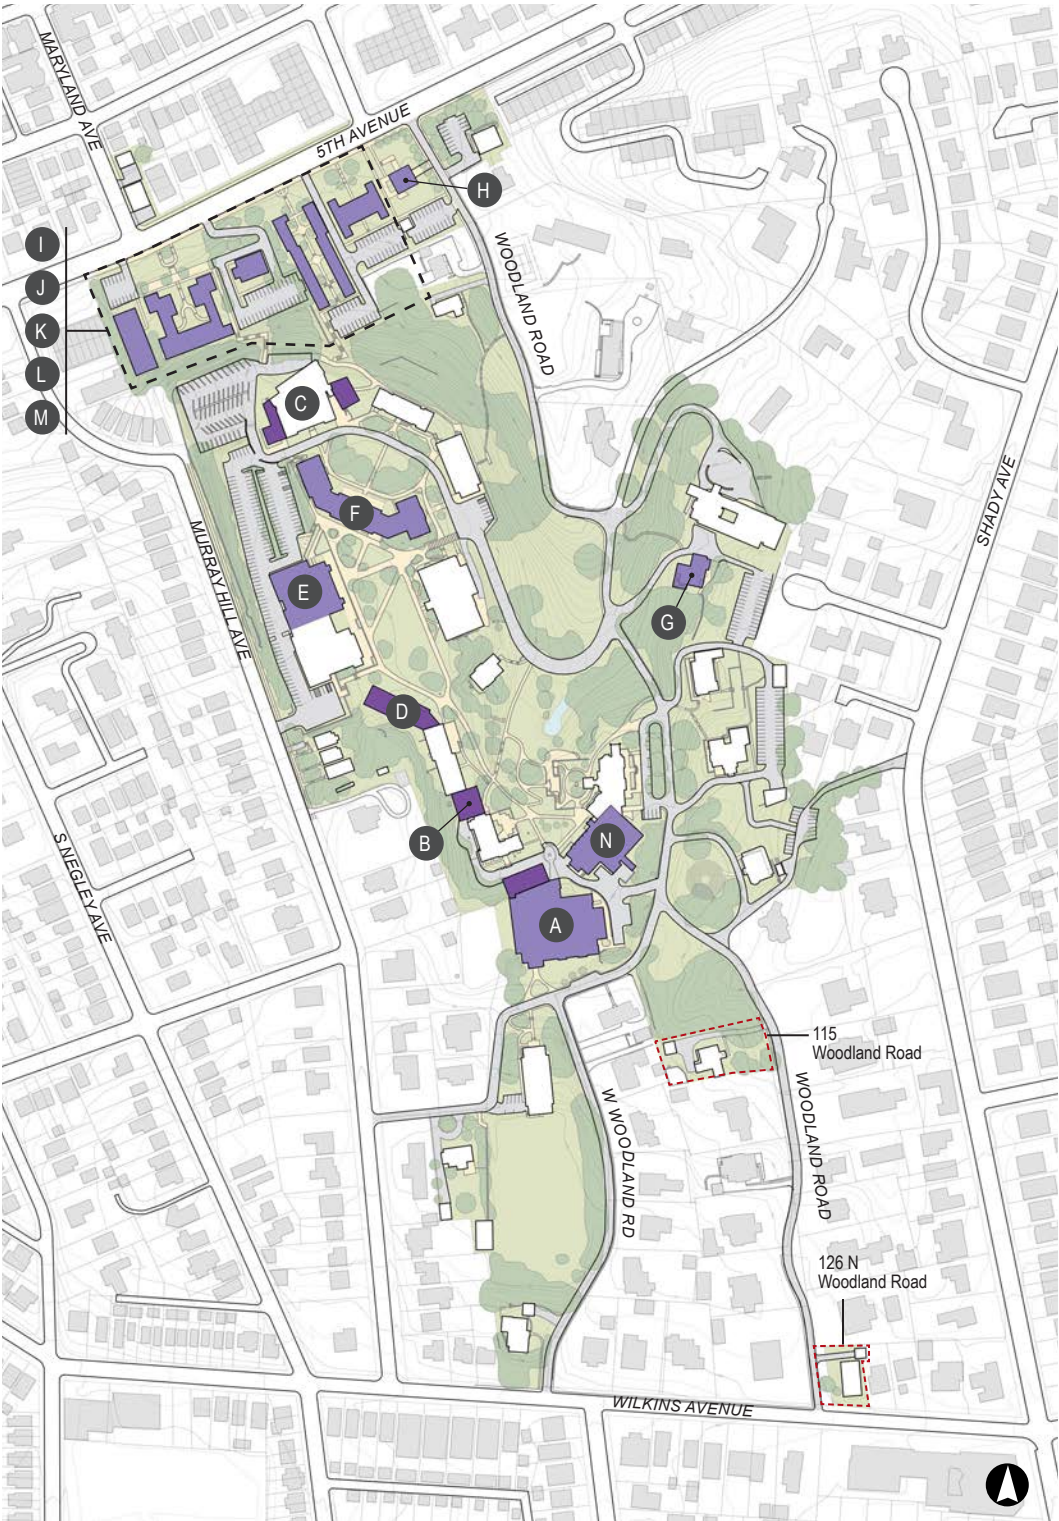 MARYLAND AVE
5TH AVENUE
H
I
J
K
L
M
WOODLAND ROAD
C
F
SHADY AVE
MURRAY HILL AVE
E
G
D
B
N
S NEGLEY AVE
A
115
Woodland Road
W WOODLAND RD
WOODLAND ROAD
126 N
Woodland Road
WILKINS AVENUE